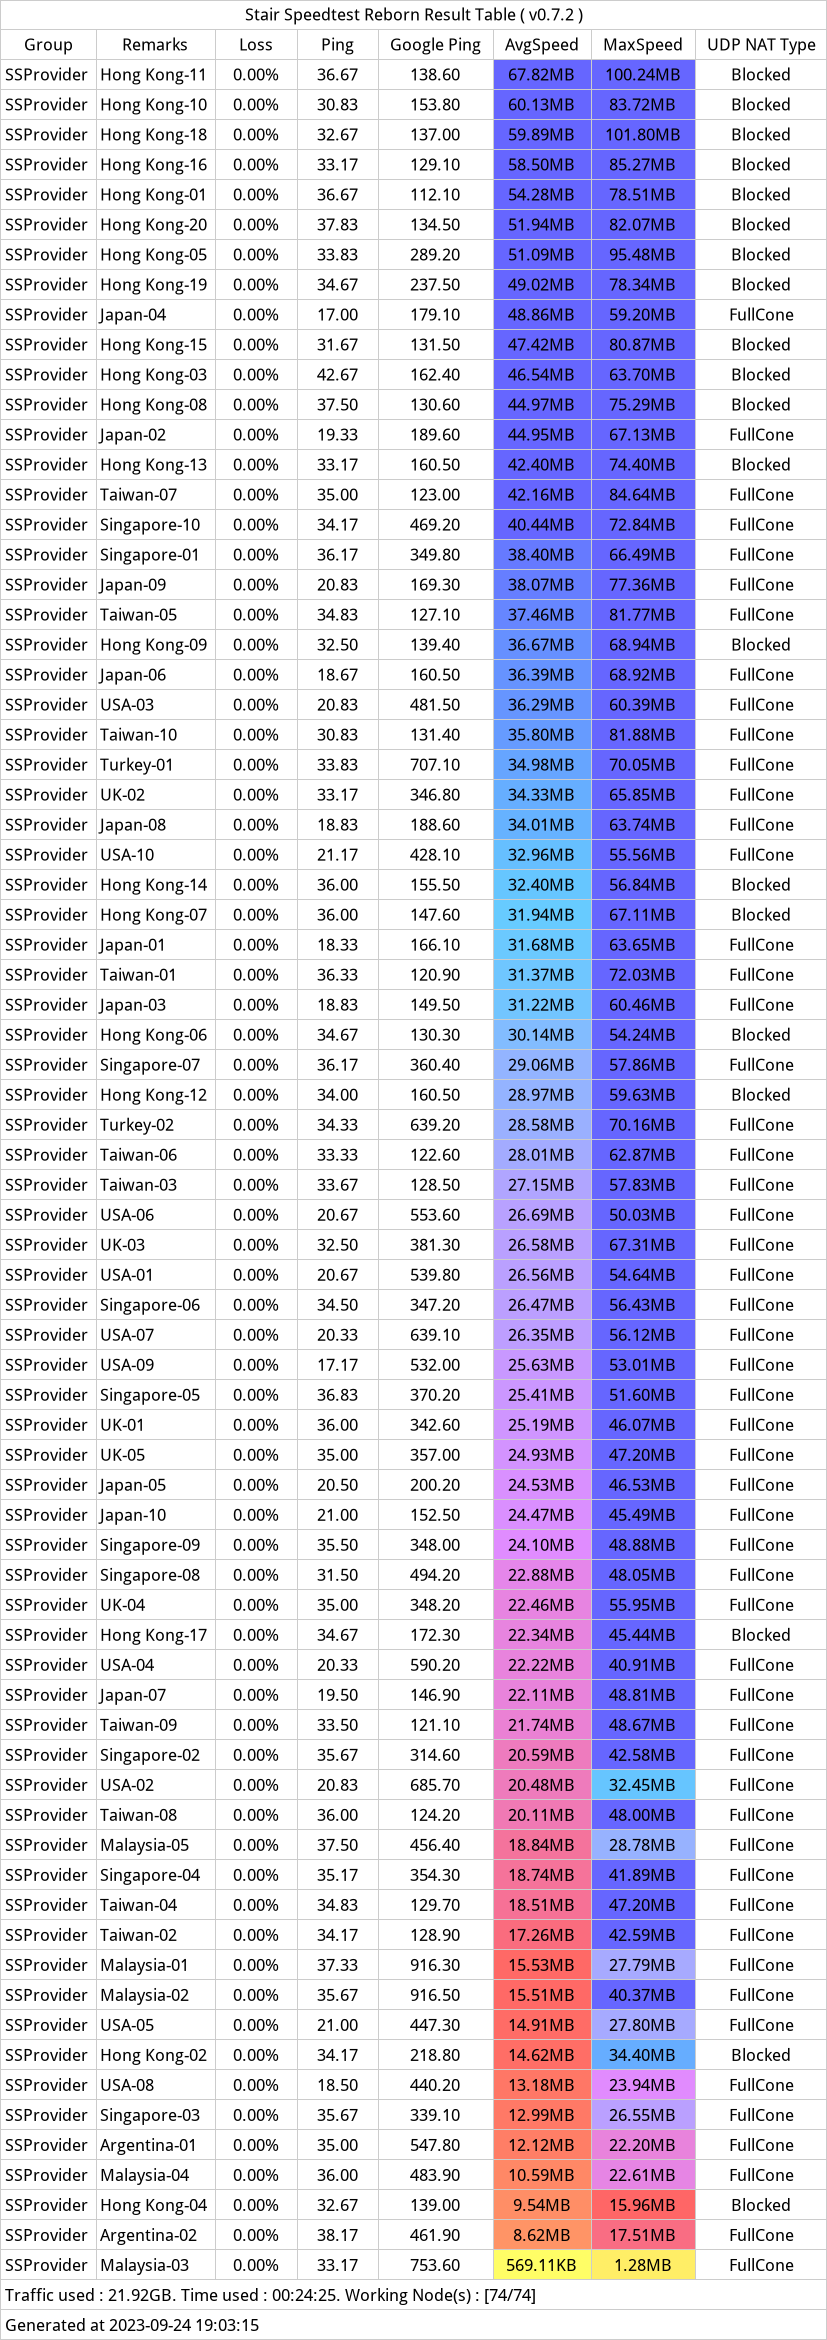 Stair Speedtest Reborn Result Table ( v0.7.2 )
Group Remarks Loss Ping Google Ping AvgSpeed MaxSpeed UDP NAT Type
SSProvider Hong Kong-11 0.00% 36.67 138.60 67.82MB 100.24MB Blocked
SSProvider Hong Kong-10 0.00% 30.83 153.80 60.13MB 83.72MB Blocked
SSProvider Hong Kong-18 0.00% 32.67 137.00 59.89MB 101.80MB Blocked
SSProvider Hong Kong-16 0.00% 33.17 129.10 58.50MB 85.27MB Blocked
SSProvider Hong Kong-01 0.00% 36.67 112.10 54.28MB 78.51MB Blocked
SSProvider Hong Kong-20 0.00% 37.83 134.50 51.94MB 82.07MB Blocked
SSProvider Hong Kong-05 0.00% 33.83 289.20 51.09MB 95.48MB Blocked
SSProvider Hong Kong-19 0.00% 34.67 237.50 49.02MB 78.34MB Blocked
SSProvider Japan-04 0.00% 17.00 179.10 48.86MB 59.20MB FullCone
SSProvider Hong Kong-15 0.00% 31.67 131.50 47.42MB 80.87MB Blocked
SSProvider Hong Kong-03 0.00% 42.67 162.40 46.54MB 63.70MB Blocked
SSProvider Hong Kong-08 0.00% 37.50 130.60 44.97MB 75.29MB Blocked
SSProvider Japan-02 0.00% 19.33 189.60 44.95MB 67.13MB FullCone
SSProvider Hong Kong-13 0.00% 33.17 160.50 42.40MB 74.40MB Blocked
SSProvider Taiwan-07 0.00% 35.00 123.00 42.16MB 84.64MB FullCone
SSProvider Singapore-10 0.00% 34.17 469.20 40.44MB 72.84MB FullCone
SSProvider Singapore-01 0.00% 36.17 349.80 38.40MB 66.49MB FullCone
SSProvider Japan-09 0.00% 20.83 169.30 38.07MB 77.36MB FullCone
SSProvider Taiwan-05 0.00% 34.83 127.10 37.46MB 81.77MB FullCone
SSProvider Hong Kong-09 0.00% 32.50 139.40 36.67MB 68.94MB Blocked
SSProvider Japan-06 0.00% 18.67 160.50 36.39MB 68.92MB FullCone
SSProvider USA-03 0.00% 20.83 481.50 36.29MB 60.39MB FullCone
SSProvider Taiwan-10 0.00% 30.83 131.40 35.80MB 81.88MB FullCone
SSProvider Turkey-01 0.00% 33.83 707.10 34.98MB 70.05MB FullCone
SSProvider UK-02 0.00% 33.17 346.80 34.33MB 65.85MB FullCone
SSProvider Japan-08 0.00% 18.83 188.60 34.01MB 63.74MB FullCone
SSProvider USA-10 0.00% 21.17 428.10 32.96MB 55.56MB FullCone
SSProvider Hong Kong-14 0.00% 36.00 155.50 32.40MB 56.84MB Blocked
SSProvider Hong Kong-07 0.00% 36.00 147.60 31.94MB 67.11MB Blocked
SSProvider Japan-01 0.00% 18.33 166.10 31.68MB 63.65MB FullCone
SSProvider Taiwan-01 0.00% 36.33 120.90 31.37MB 72.03MB FullCone
SSProvider Japan-03 0.00% 18.83 149.50 31.22MB 60.46MB FullCone
SSProvider Hong Kong-06 0.00% 34.67 130.30 30.14MB 54.24MB Blocked
SSProvider Singapore-07 0.00% 36.17 360.40 29.06MB 57.86MB FullCone
SSProvider Hong Kong-12 0.00% 34.00 160.50 28.97MB 59.63MB Blocked
SSProvider Turkey-02 0.00% 34.33 639.20 28.58MB 70.16MB FullCone
SSProvider Taiwan-06 0.00% 33.33 122.60 28.01MB 62.87MB FullCone
SSProvider Taiwan-03 0.00% 33.67 128.50 27.15MB 57.83MB FullCone
SSProvider USA-06 0.00% 20.67 553.60 26.69MB 50.03MB FullCone
SSProvider UK-03 0.00% 32.50 381.30 26.58MB 67.31MB FullCone
SSProvider USA-01 0.00% 20.67 539.80 26.56MB 54.64MB FullCone
SSProvider Singapore-06 0.00% 34.50 347.20 26.47MB 56.43MB FullCone
SSProvider USA-07 0.00% 20.33 639.10 26.35MB 56.12MB FullCone
SSProvider USA-09 0.00% 17.17 532.00 25.63MB 53.01MB FullCone
SSProvider Singapore-05 0.00% 36.83 370.20 25.41MB 51.60MB FullCone
SSProvider UK-01 0.00% 36.00 342.60 25.19MB 46.07MB FullCone
SSProvider UK-05 0.00% 35.00 357.00 24.93MB 47.20MB FullCone
SSProvider Japan-05 0.00% 20.50 200.20 24.53MB 46.53MB FullCone
SSProvider Japan-10 0.00% 21.00 152.50 24.47MB 45.49MB FullCone
SSProvider Singapore-09 0.00% 35.50 348.00 24.10MB 48.88MB FullCone
SSProvider Singapore-08 0.00% 31.50 494.20 22.88MB 48.05MB FullCone
SSProvider UK-04 0.00% 35.00 348.20 22.46MB 55.95MB FullCone
SSProvider Hong Kong-17 0.00% 34.67 172.30 22.34MB 45.44MB Blocked
SSProvider USA-04 0.00% 20.33 590.20 22.22MB 40.91MB FullCone
SSProvider Japan-07 0.00% 19.50 146.90 22.11MB 48.81MB FullCone
SSProvider Taiwan-09 0.00% 33.50 121.10 21.74MB 48.67MB FullCone
SSProvider Singapore-02 0.00% 35.67 314.60 20.59MB 42.58MB FullCone
SSProvider USA-02 0.00% 20.83 685.70 20.48MB 32.45MB FullCone
SSProvider Taiwan-08 0.00% 36.00 124.20 20.11MB 48.00MB FullCone
SSProvider Malaysia-05 0.00% 37.50 456.40 18.84MB 28.78MB FullCone
SSProvider Singapore-04 0.00% 35.17 354.30 18.74MB 41.89MB FullCone
SSProvider Taiwan-04 0.00% 34.83 129.70 18.51MB 47.20MB FullCone
SSProvider Taiwan-02 0.00% 34.17 128.90 17.26MB 42.59MB FullCone
SSProvider Malaysia-01 0.00% 37.33 916.30 15.53MB 27.79MB FullCone
SSProvider Malaysia-02 0.00% 35.67 916.50 15.51MB 40.37MB FullCone
SSProvider USA-05 0.00% 21.00 447.30 14.91MB 27.80MB FullCone
SSProvider Hong Kong-02 0.00% 34.17 218.80 14.62MB 34.40MB Blocked
SSProvider USA-08 0.00% 18.50 440.20 13.18MB 23.94MB FullCone
SSProvider Singapore-03 0.00% 35.67 339.10 12.99MB 26.55MB FullCone
SSProvider Argentina-01 0.00% 35.00 547.80 12.12MB 22.20MB FullCone
SSProvider Malaysia-04 0.00% 36.00 483.90 10.59MB 22.61MB FullCone
SSProvider Hong Kong-04 0.00% 32.67 139.00 9.54MB 15.96MB Blocked
SSProvider Argentina-02 0.00% 38.17 461.90 8.62MB 17.51MB FullCone
SSProvider Malaysia-03 0.00% 33.17 753.60 569.11KB 1.28MB FullCone
Traffic used : 21.92GB. Time used : 00:24:25. Working Node(s) : [74/74]
Generated at 2023-09-24 19:03:15